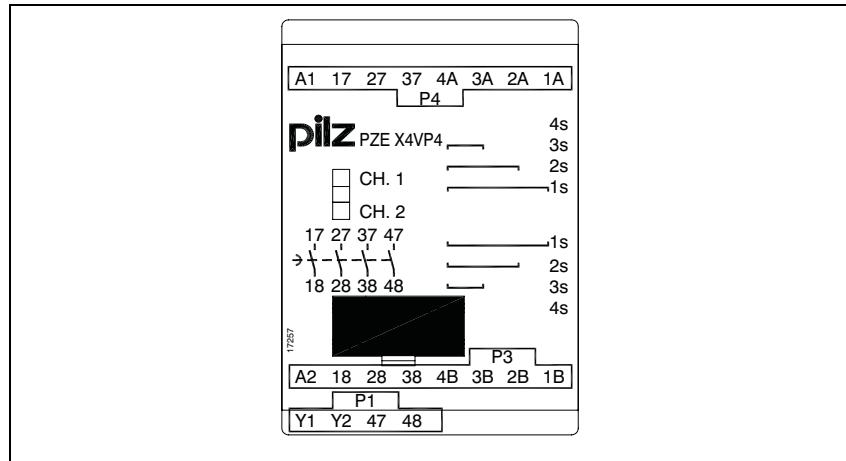 A1 17 27 37 4A 3A 2A 1A
P4
pilz PZE X4VP4
4s
3s
2s
1s
CH. 1
CH. 2
17 27 37 47
18 28 38 48
1s
2s
3s
4s
17257
P3
A2 18 28 38 4B 3B 2B 1B
P1
Y1 Y2 47 48